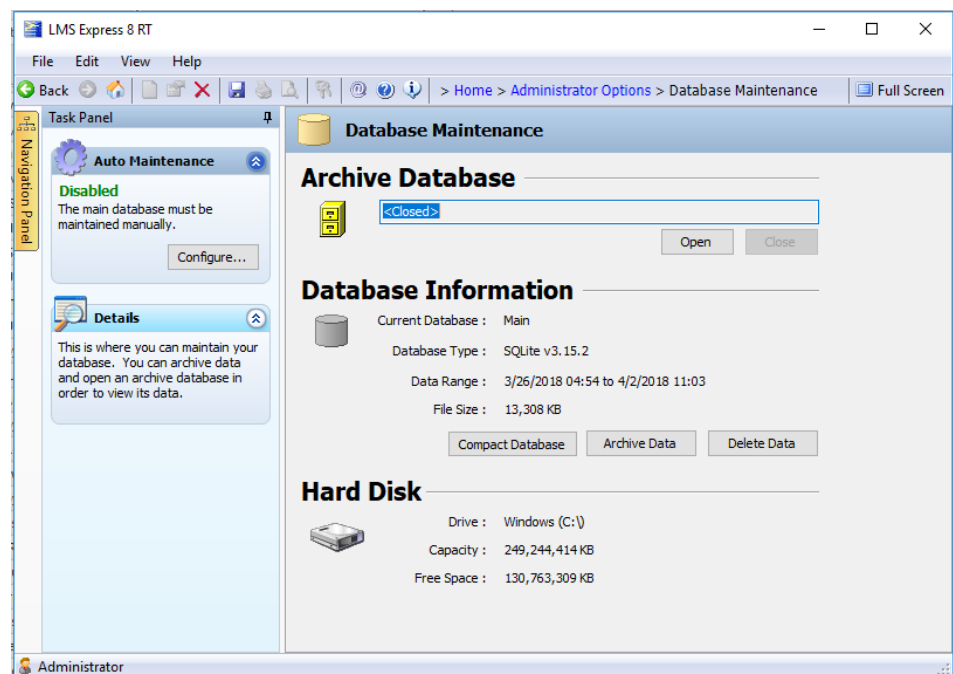 LMS Express 8 RT
File Edit View Help
Back > Home > Administrator Options > Database Maintenance Full Screen
Navigation Panel
Task Panel
Auto Maintenance
Disabled
The main database must be
maintained manually.
Configure...
Details
This is where you can maintain your
database. You can archive data
and open an archive database in
order to view its data.
Database Maintenance
Archive Database
<Closed>
Open Close
Database Information
Current Database : Main
Database Type : SQLite v3.15.2
Data Range : 3/26/2018 04:54 to 4/2/2018 11:03
File Size : 13,308 KB
Compact Database Archive Data Delete Data
Hard Disk
Drive : Windows (C:\)
Capacity : 249,244,414 KB
Free Space : 130,763,309 KB
Administrator